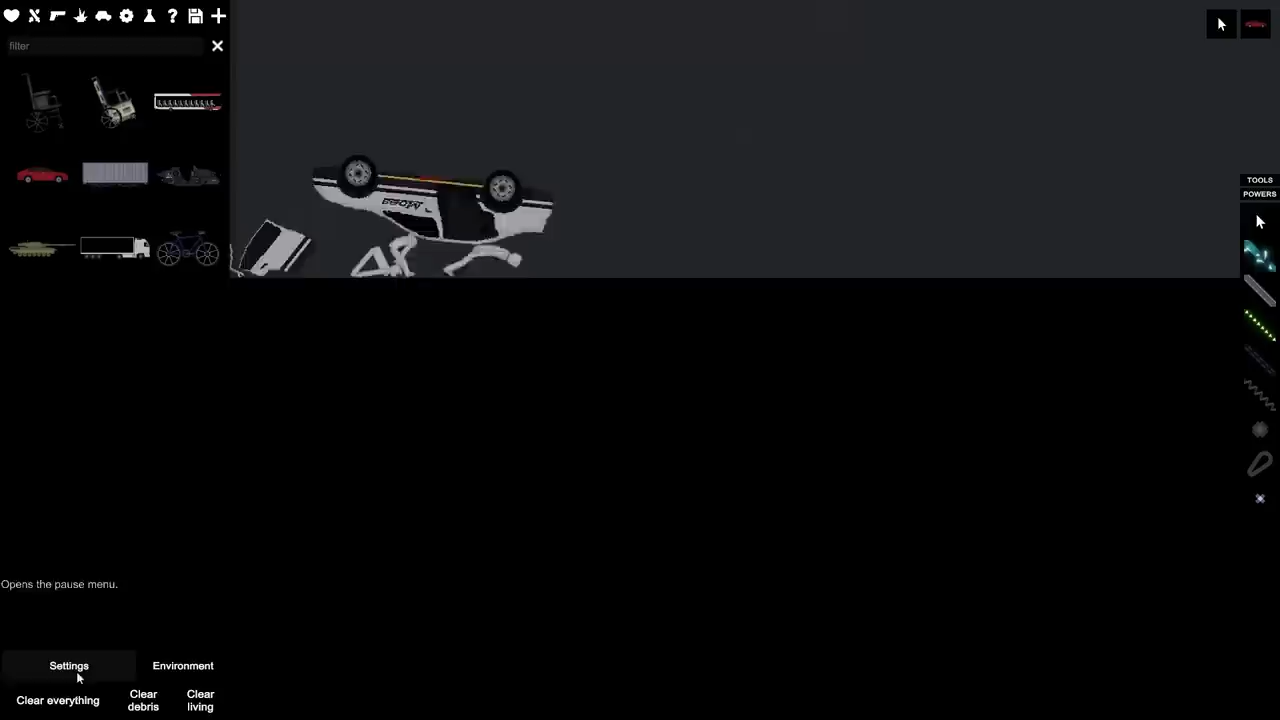 filter
TOOLS
POWERS
Opens the pause menu.
Settings
Environment
Clear everything
Clear
debris
Clear
living